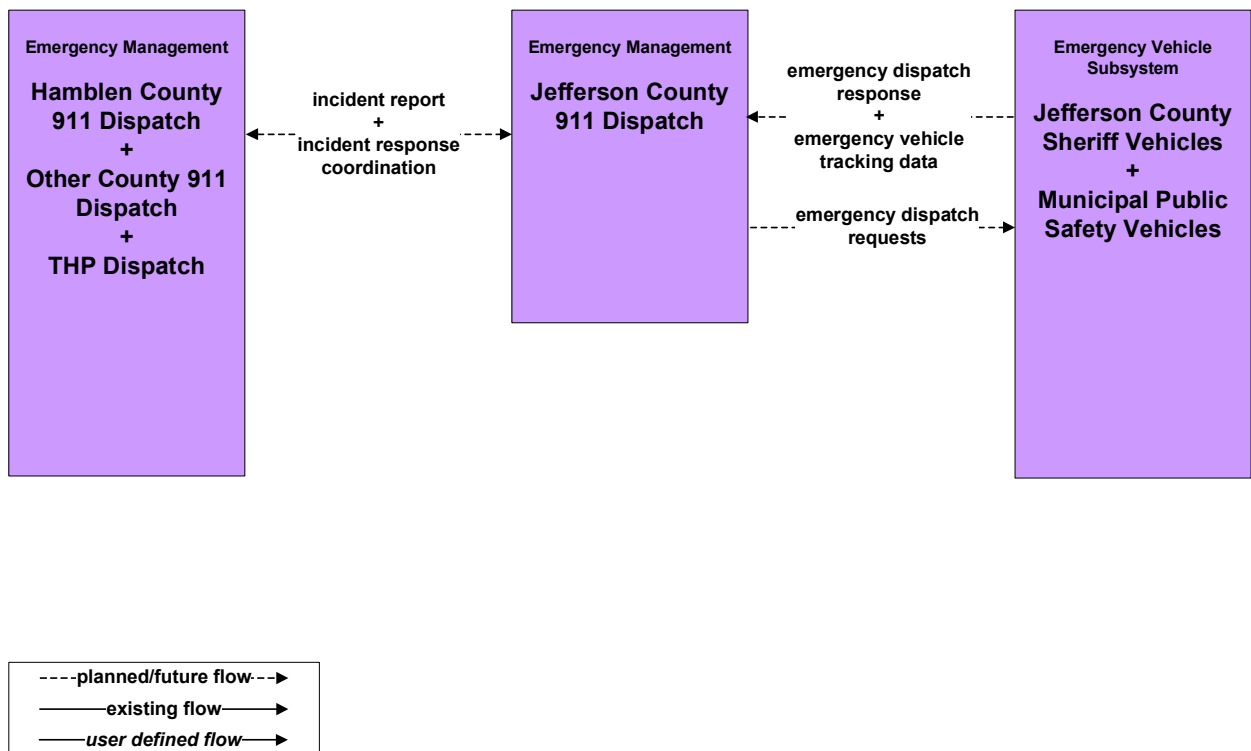 Emergency Management
Hamblen County
911 Dispatch
+
Other County 911
Dispatch
+
THP Dispatch
incident report
+
incident response
coordination
Emergency Management
Jefferson County
911 Dispatch
emergency dispatch
response
+
emergency vehicle
tracking data
emergency dispatch
requests
Emergency Vehicle
Subsystem
Jefferson County
Sheriff Vehicles
+
Municipal Public
Safety Vehicles
planned/future flow
existing flow
user defined flow